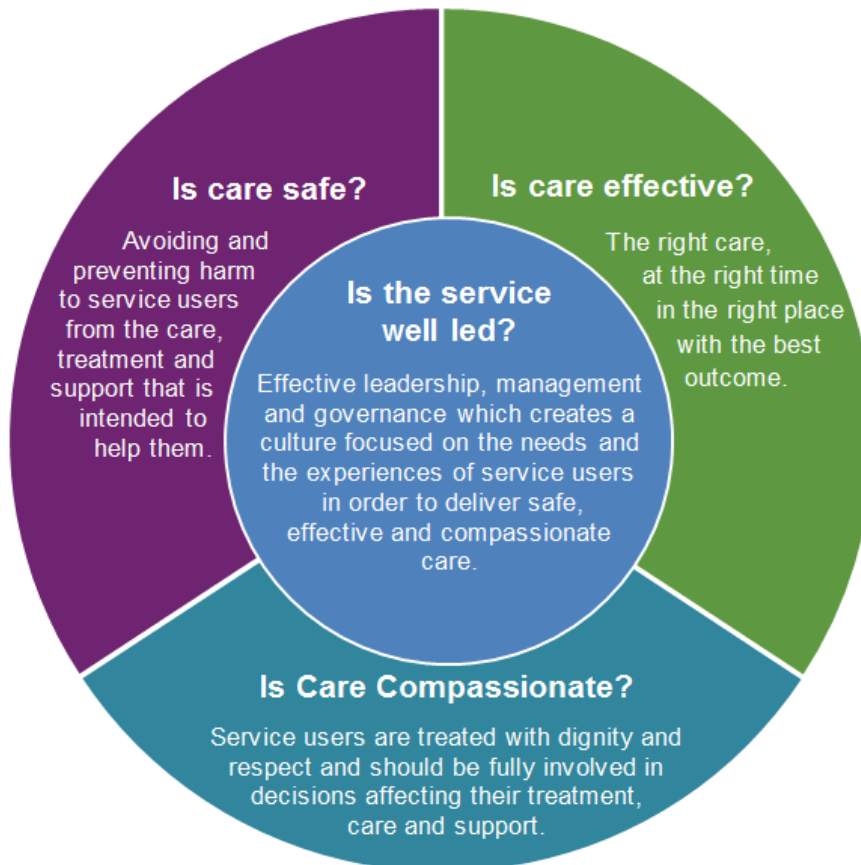 Is care safe?
Avoiding and
preventing harm
to service users
from the care,
treatment and
support that is
intended to
help them.
Is care effective?
The right care,
at the right time
in the right place
with the best
outcome.
Is the service
well led?
Effective leadership, management
and governance which creates a
culture focused on the needs and
the experiences of service users
in order to deliver safe,
effective and compassionate
care.
Is Care Compassionate?
Service users are treated with dignity and
respect and should be fully involved in
decisions affecting their treatment,
care and support.